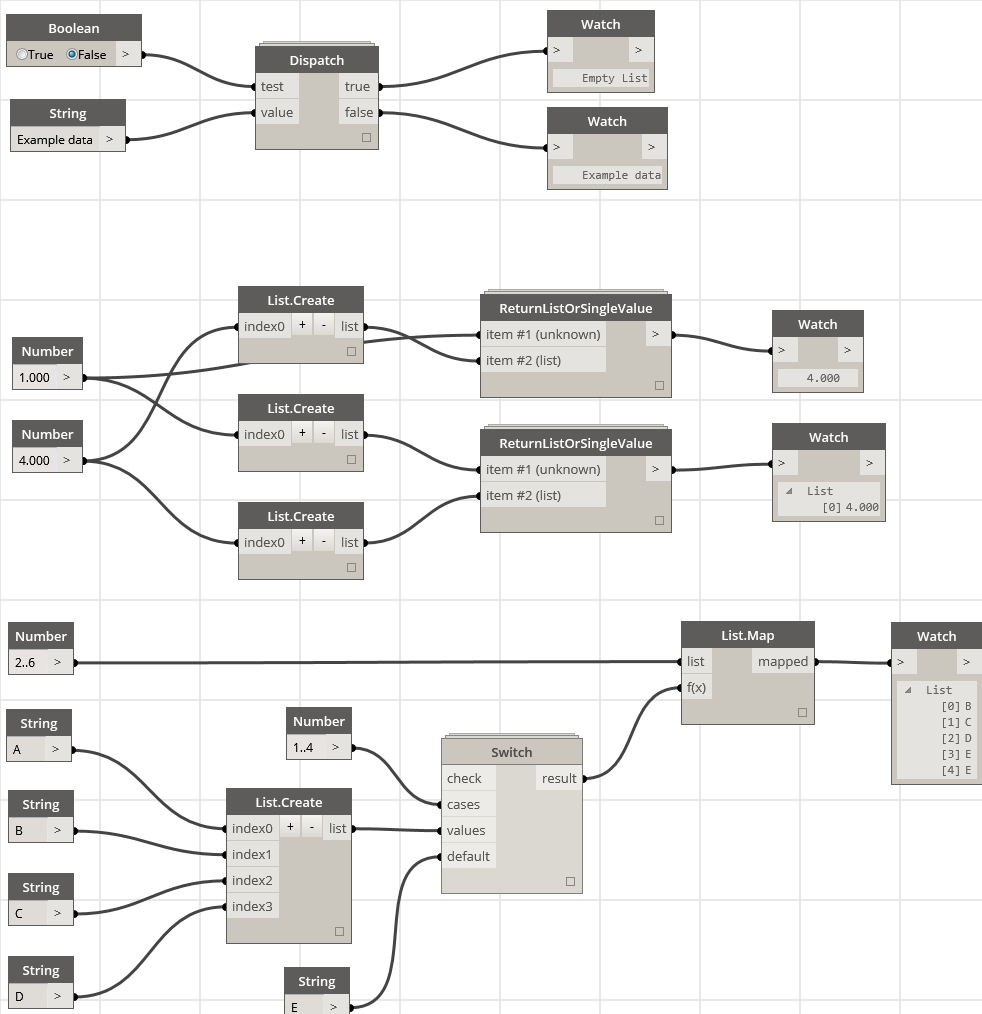 Boolean
True False >
String
Example data >
Dispatch
test true
value false
Watch
> >
Empty List
Watch
> >
Example data
Number
1.000 >
Number
4.000 >
List.Create
index0 + - list
List.Create
index0 + - list
List.Create
index0 + - list
ReturnListOrSingleValue
item #1 (unknown) >
item #2 (list)
ReturnListOrSingleValue
item #1 (unknown) >
item #2 (list)
Watch
> >
4.000
Watch
> >
List
[0] 4.000
Number
2..6 >
String
A >
String
B >
String
C >
String
D >
Number
1..4 >
List.Create
index0 + - list
index1
index2
index3
String
E >
Switch
check result
cases
values
default
List.Map
list mapped
f(x)
Watch
> >
List
[0] B
[1] C
[2] D
[3] E
[4] E